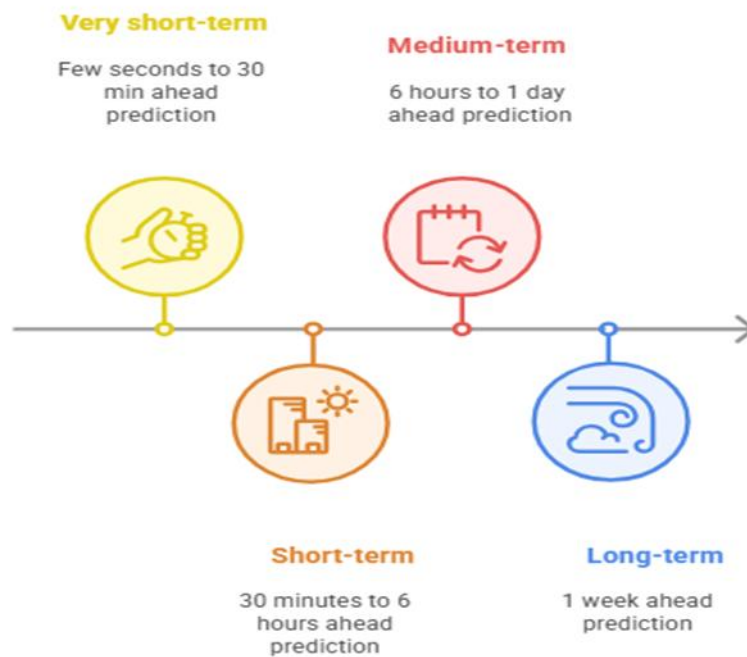 Very short-term
Few seconds to 30
min ahead
prediction
Medium-term
6 hours to 1 day
ahead prediction
Short-term
30 minutes to 6
hours ahead
prediction
Long-term
1 week ahead
prediction